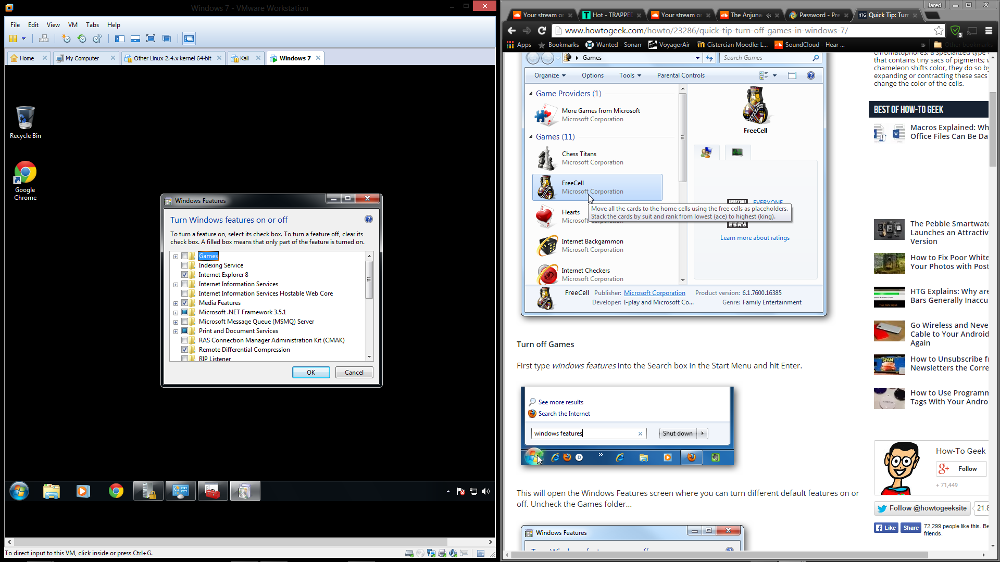 Windows 7 - VMware Workstation
File Edit View VM Tabs Help
Home
My Computer
Other Linux 2.4.x kernel 64-bit
Kali
Windows 7
Recycle Bin
Google
Chrome
Windows Features
Turn Windows features on or off
To turn a feature on, select its check box. To turn a feature off, clear its
check box. A filled box means that only part of the feature is turned on.
Games
Indexing Service
Internet Explorer 8
Internet Information Services
Internet Information Services Hostable Web Core
Media Features
Microsoft .NET Framework 3.5.1
Microsoft Message Queue (MSMQ) Server
Print and Document Services
RAS Connection Manager Administration Kit (CMAK)
Remote Differential Compression
RIP Listener
OK Cancel
To direct input to this VM, click inside or press Ctrl+G.
Jared
Your stream or
Hot - TRAPPED
Your stream or
The Anjuna
Password - Pre
HTG Quick Tip: Turn
www.howtogeek.com/howto/23286/quick-tip-turn-off-games-in-windows-7/
Apps Bookmarks Wanted - Sonarr VoyagerAir Cistercian Moodle: L... SoundCloud - Hear ... » Other bookmarks
Games
Search Games
Organize Options Tools Parental Controls
Game Providers (1)
More Games from Microsoft
Microsoft Corporation
Games (11)
Chess Titans
Microsoft Corporation
FreeCell
Microsoft Corporation
Hearts
Internet Backgammon
Microsoft Corporation
Internet Checkers
Microsoft Corporation
FreeCell
EVERYONE EVERYONE
Move all the cards to the home cells using the free cells as placeholders.
Stack the cards by suit and rank from lowest (ace) to highest (king).
ESRB
Learn more about ratings
FreeCell Publisher: Microsoft Corporation Product version: 6.1.7600.16385
Developer: I-play and Microsoft Co... Genre: Family Entertainment
Turn off Games
First type windows features into the Search box in the Start Menu and hit Enter.
See more results
Search the Internet
windows features
Shut down
This will open the Windows Features screen where you can turn different default features on or
off. Uncheck the Games folder...
Windows Features
chromatophores, a specialized type
that contains tiny sacs of pigments; w
chameleon shifts color, they do so by
expanding or contracting these sacs
change the color of the cells.
BEST OF HOW-TO GEEK
Macros Explained: Wh
Office Files Can Be Da
The Pebble Smartwatc
Launches an Attractiv
Version
How to Fix Poor White
Your Photos with Post
HTG Explains: Why are
Bars Generally Inaccu
Go Wireless and Neve
Cable to Your Android
Again
SPAM
How to Unsubscribe f
Newsletters the Corre
How to Use Programm
Tags With Your Andro
How-To Geek
g+ Follow
+ 71,449
Follow @howtogeeksite
21.8
Like Share
72,299 people like this. Be
friends.